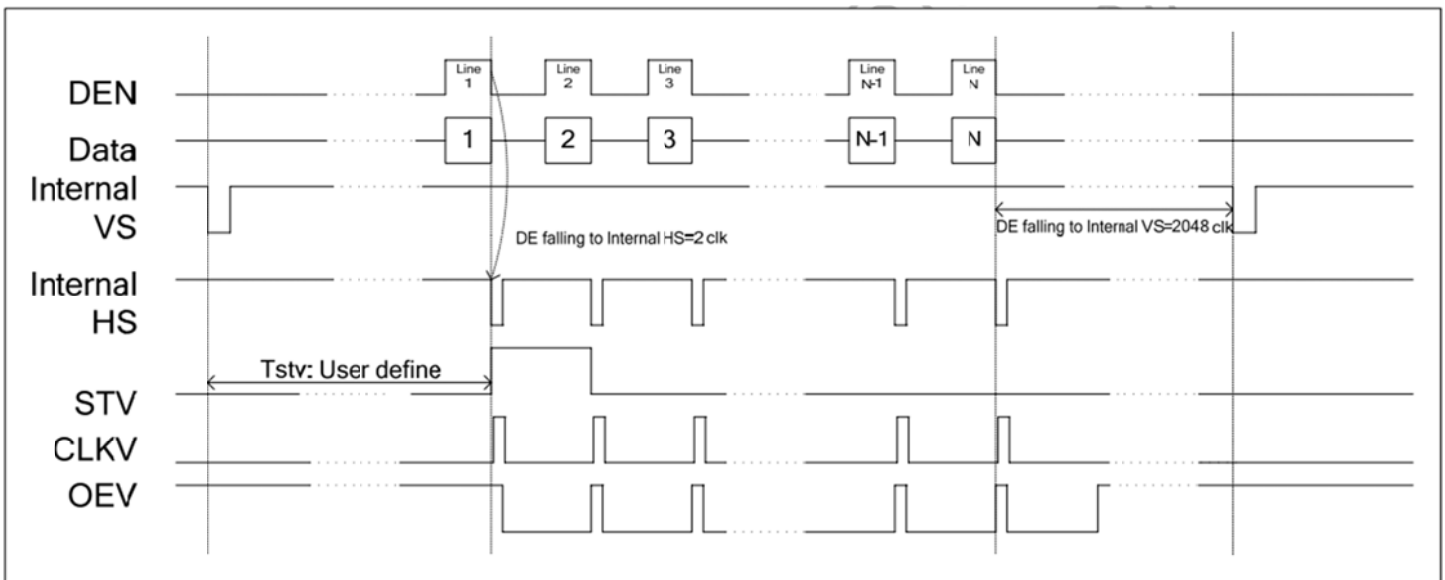 DEN
Line 1
Line 2
Line 3
Line N-1
Line N
Data
1
2
3
N-1
N
Internal VS
DE falling to Internal HS=2 clk
DE falling to Internal VS=2048 clk
Internal HS
Tstv: User define
STV
CLKV
OEV